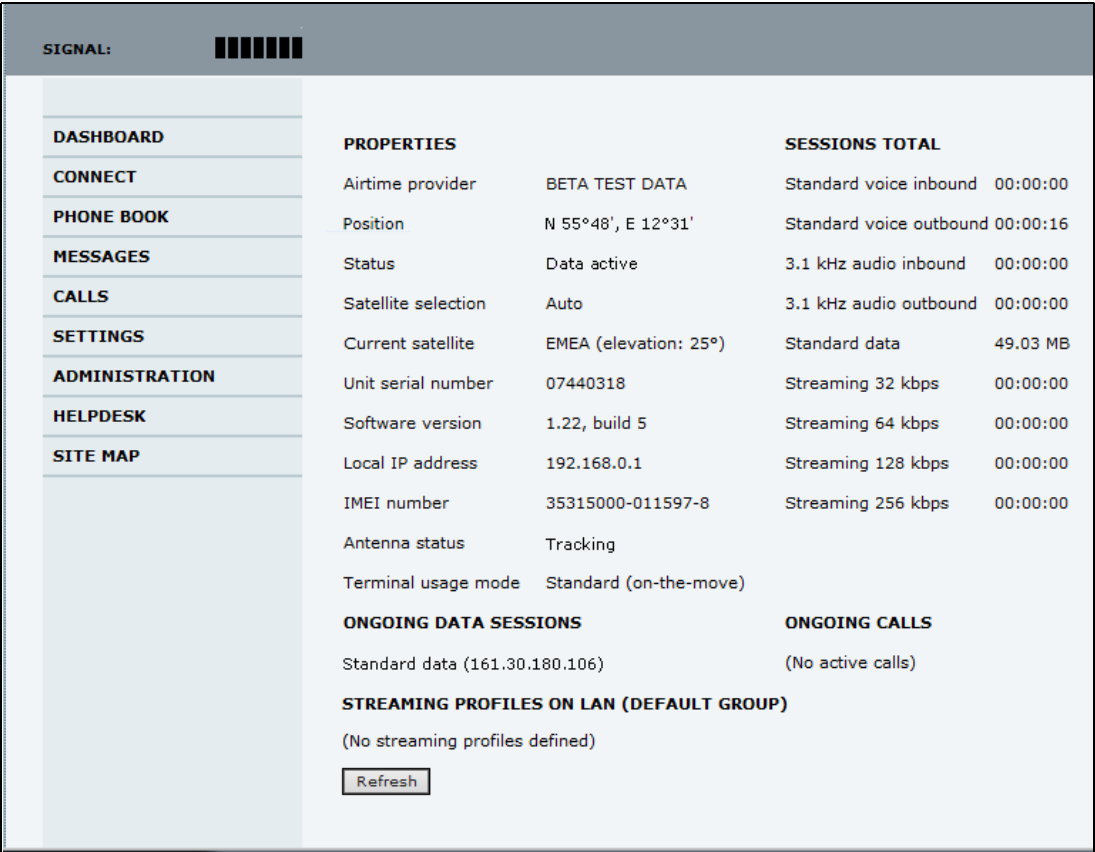 SIGNAL:
DASHBOARD
CONNECT
PHONE BOOK
MESSAGES
CALLS
SETTINGS
ADMINISTRATION
HELPDESK
SITE MAP
PROPERTIES
Airtime provider BETA TEST DATA
Position N 55°48', E 12°31'
Status Data active
Satellite selection Auto
Current satellite EMEA (elevation: 25°)
Unit serial number 07440318
Software version 1.22, build 5
Local IP address 192.168.0.1
IMEI number 35315000-011597-8
Antenna status Tracking
Terminal usage mode Standard (on-the-move)
SESSIONS TOTAL
Standard voice inbound 00:00:00
Standard voice outbound 00:00:16
3.1 kHz audio inbound 00:00:00
3.1 kHz audio outbound 00:00:00
Standard data 49.03 MB
Streaming 32 kbps 00:00:00
Streaming 64 kbps 00:00:00
Streaming 128 kbps 00:00:00
Streaming 256 kbps 00:00:00
ONGOING DATA SESSIONS
Standard data (161.30.180.106)
ONGOING CALLS
(No active calls)
STREAMING PROFILES ON LAN (DEFAULT GROUP)
(No streaming profiles defined)
Refresh